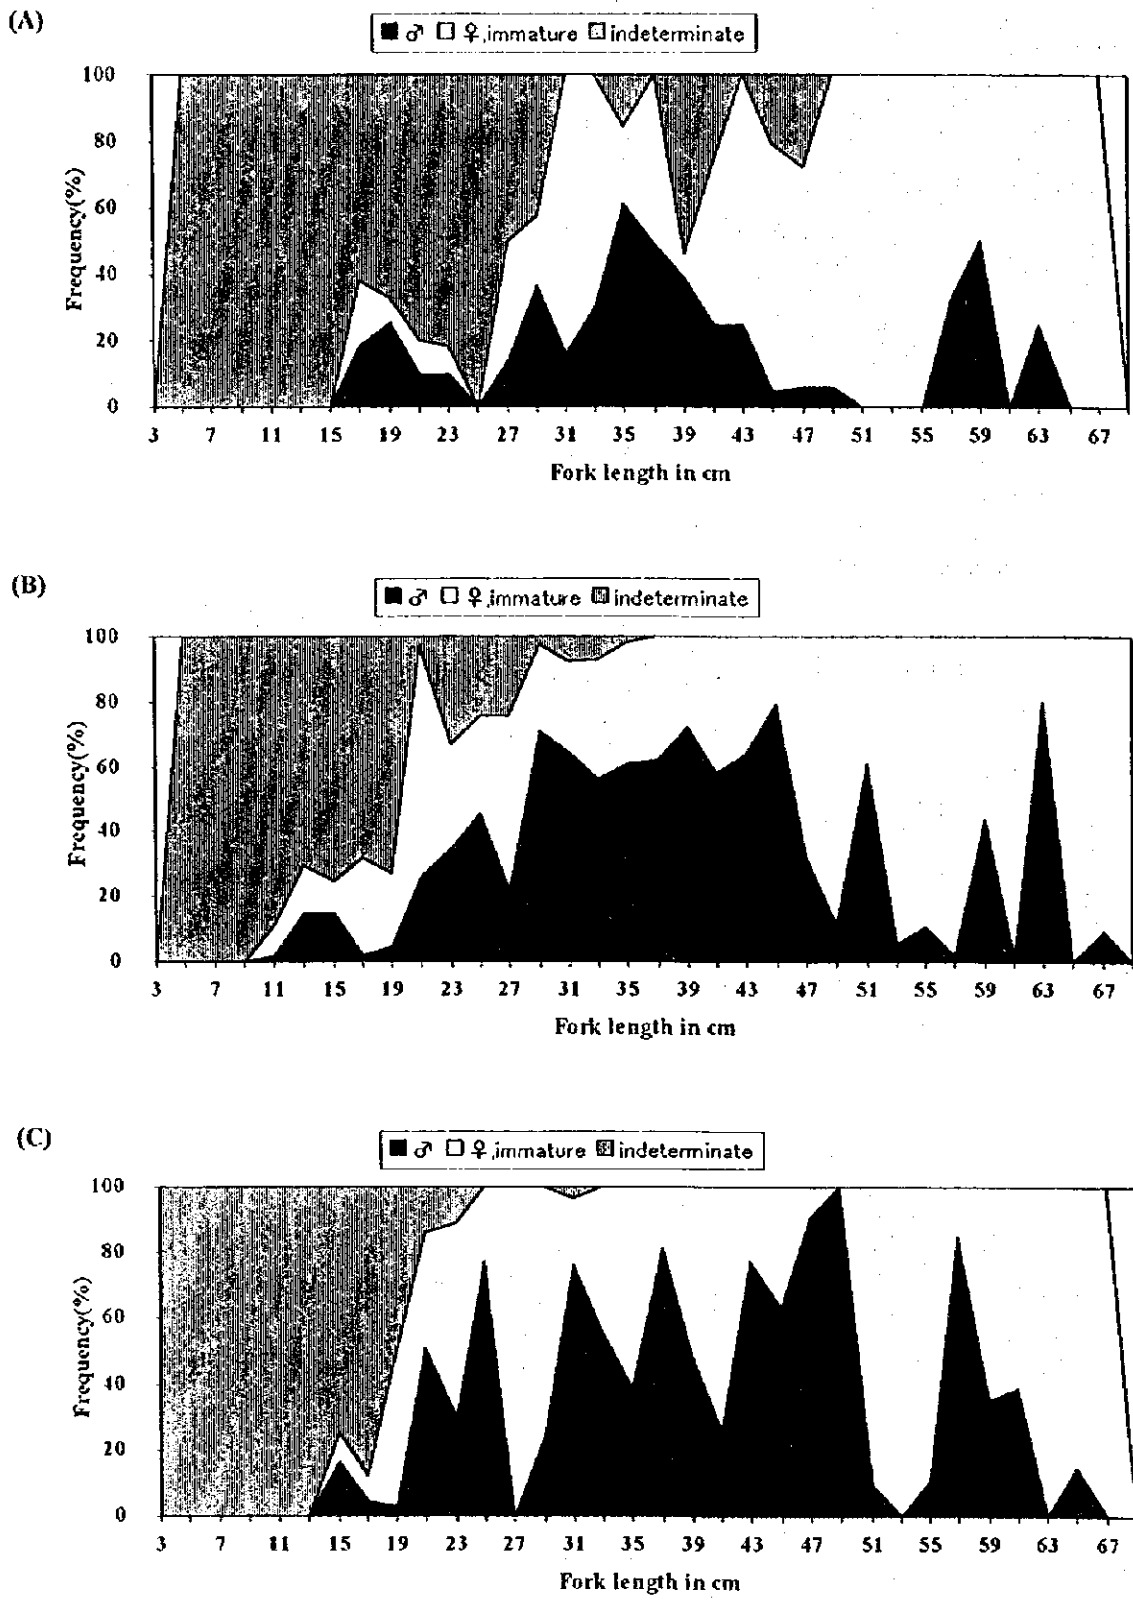 (A)
♂ ♀,immature indeterminate
100
80
60
40
20
0
Frequency(%)
3 7 11 15 19 23 27 31 35 39 43 47 51 55 59 63 67
Fork length in cm
(B)
♂ ♀,immature indeterminate
100
80
60
40
20
0
Frequency(%)
3 7 11 15 19 23 27 31 35 39 43 47 51 55 59 63 67
Fork length in cm
(C)
♂ ♀,immature indeterminate
100
80
60
40
20
0
Frequency(%)
3 7 11 15 19 23 27 31 35 39 43 47 51 55 59 63 67
Fork length in cm